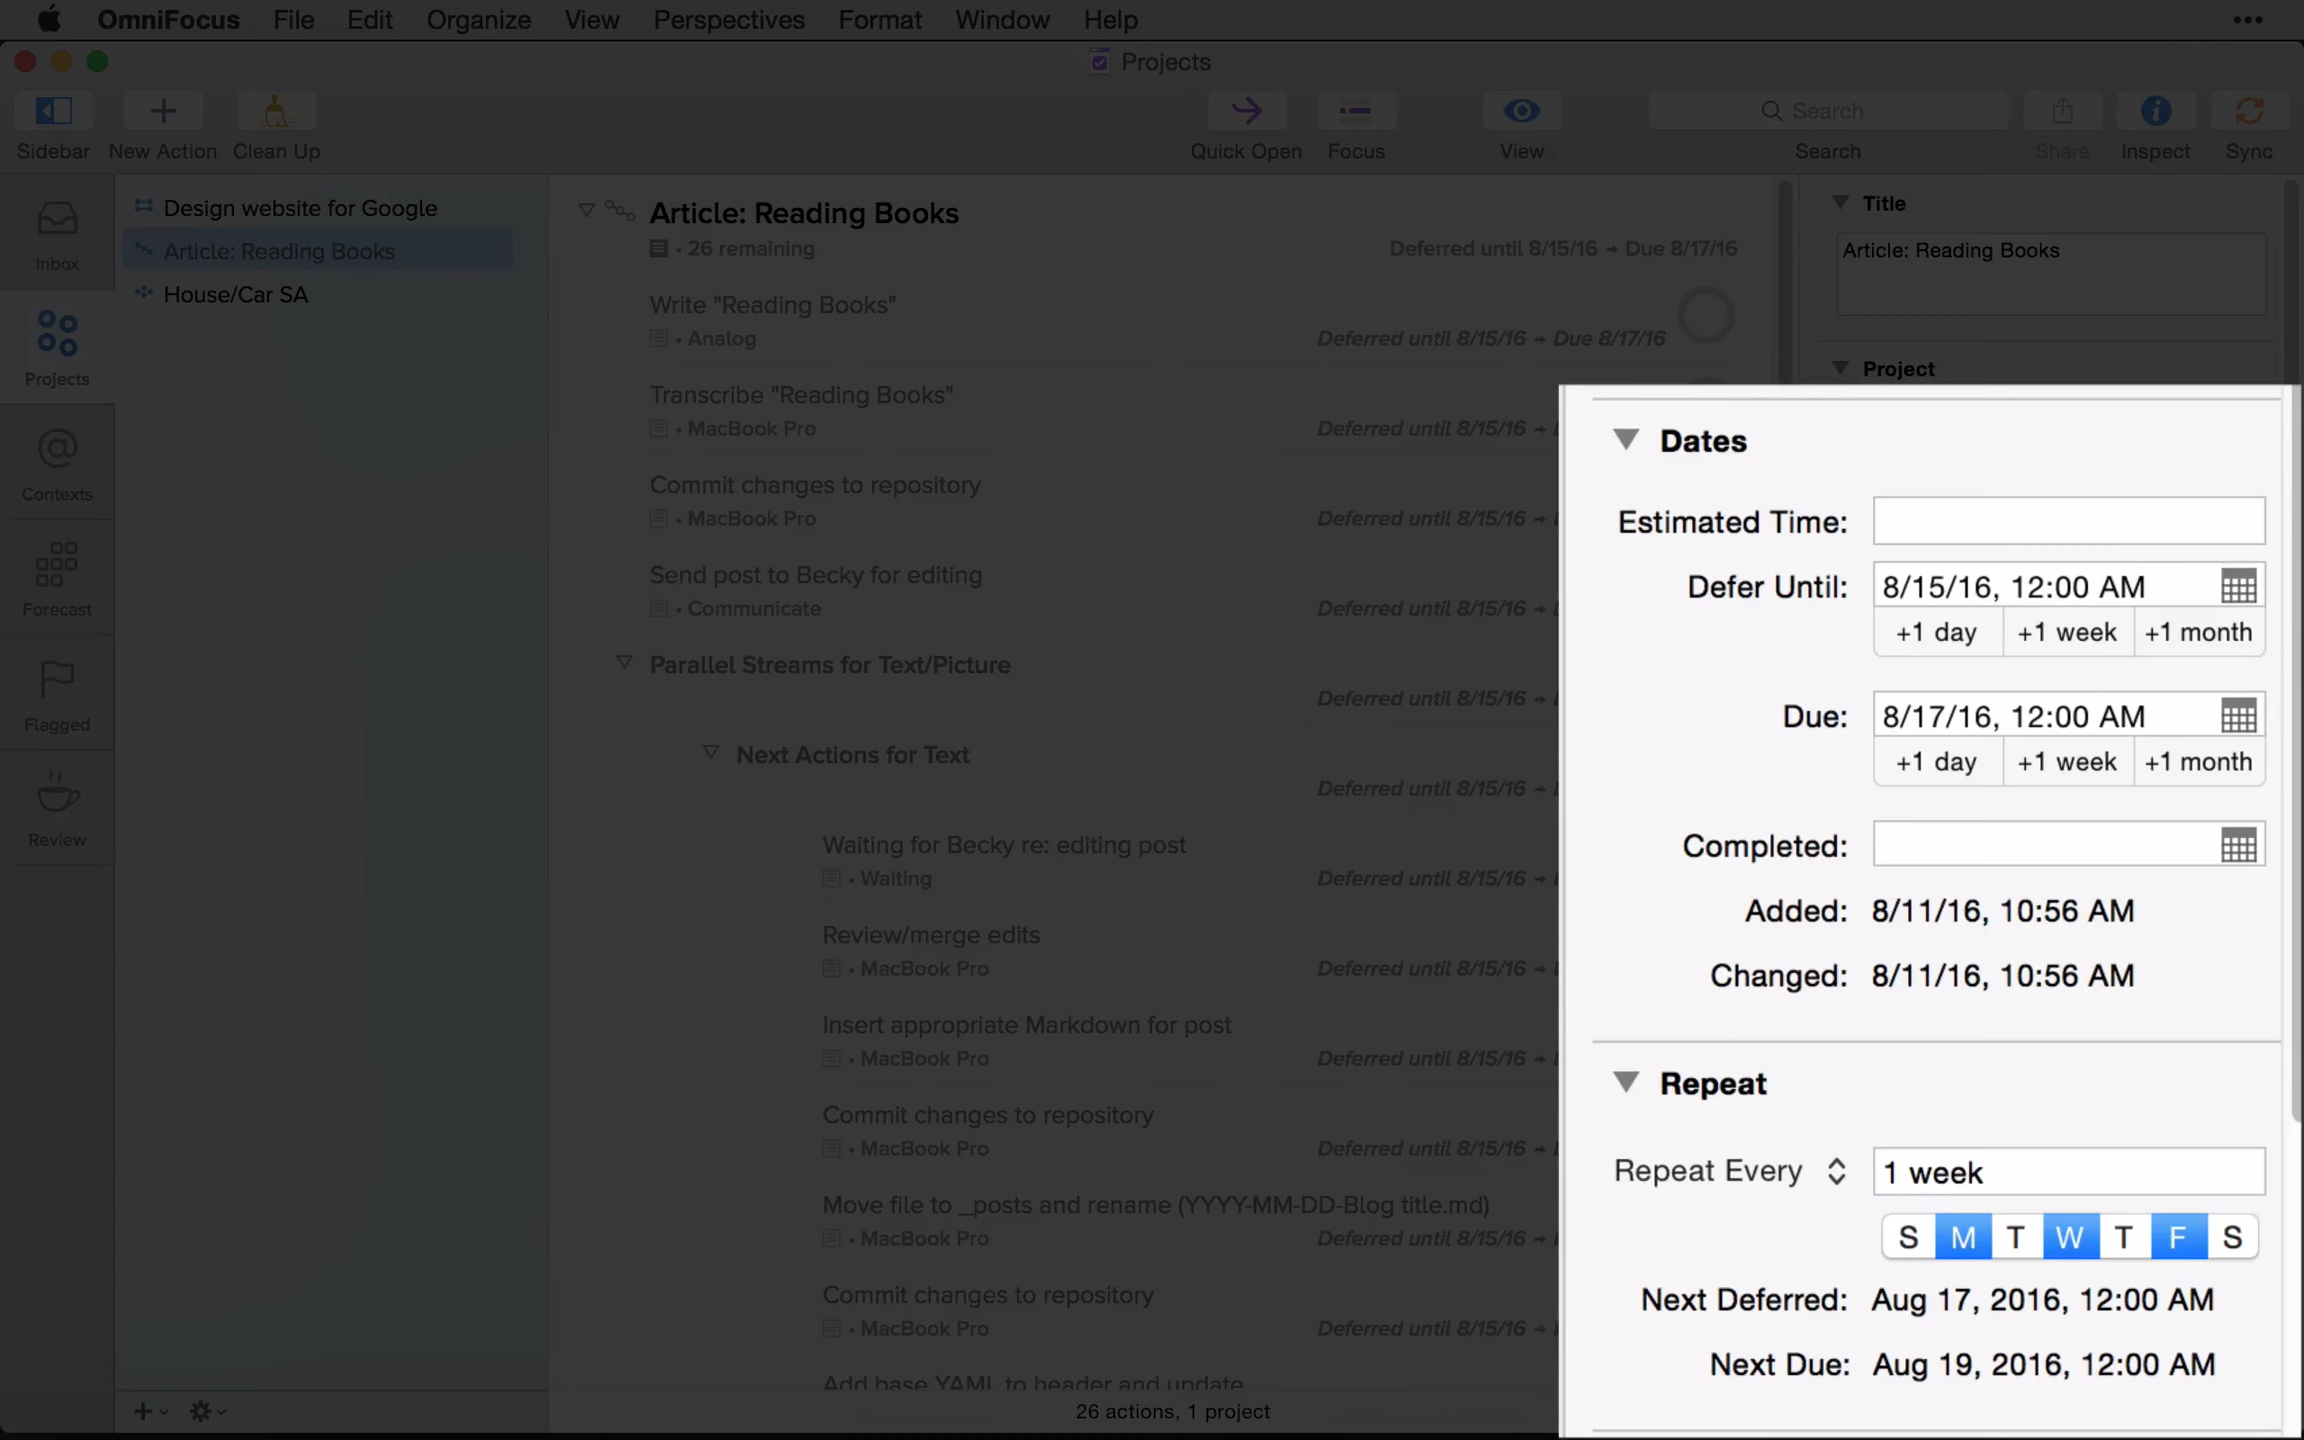 OmniFocus File Edit Organize View Perspectives Format Window Help •••
Projects
Sidebar New Action Clean Up Quick Open Focus View Search Search Share Inspect Sync
Inbox
Projects
Contexts
Forecast
Flagged
Review
Design website for Google
Article: Reading Books
House/Car SA
Article: Reading Books
• 26 remaining Deferred until 8/15/16 → Due 8/17/16
Write "Reading Books"
• Analog Deferred until 8/15/16 → Due 8/17/16
Transcribe "Reading Books"
• MacBook Pro Deferred until 8/15/16 →
Commit changes to repository
• MacBook Pro Deferred until 8/15/16 →
Send post to Becky for editing
• Communicate Deferred until 8/15/16 →
Parallel Streams for Text/Picture
Deferred until 8/15/16 →
Next Actions for Text
Deferred until 8/15/16 →
Waiting for Becky re: editing post
• Waiting Deferred until 8/15/16 →
Review/merge edits
• MacBook Pro Deferred until 8/15/16 →
Insert appropriate Markdown for post
• MacBook Pro Deferred until 8/15/16 →
Commit changes to repository
• MacBook Pro Deferred until 8/15/16 →
Move file to _posts and rename (YYYY-MM-DD-Blog title.md)
• MacBook Pro Deferred until 8/15/16 →
Commit changes to repository
• MacBook Pro Deferred until 8/15/16 →
Add base YAML to header and update
26 actions, 1 project
Title
Article: Reading Books
Project
Dates
Estimated Time:
Defer Until: 8/15/16, 12:00 AM
+1 day +1 week +1 month
Due: 8/17/16, 12:00 AM
+1 day +1 week +1 month
Completed:
Added: 8/11/16, 10:56 AM
Changed: 8/11/16, 10:56 AM
Repeat
Repeat Every 1 week
S M T W T F S
Next Deferred: Aug 17, 2016, 12:00 AM
Next Due: Aug 19, 2016, 12:00 AM